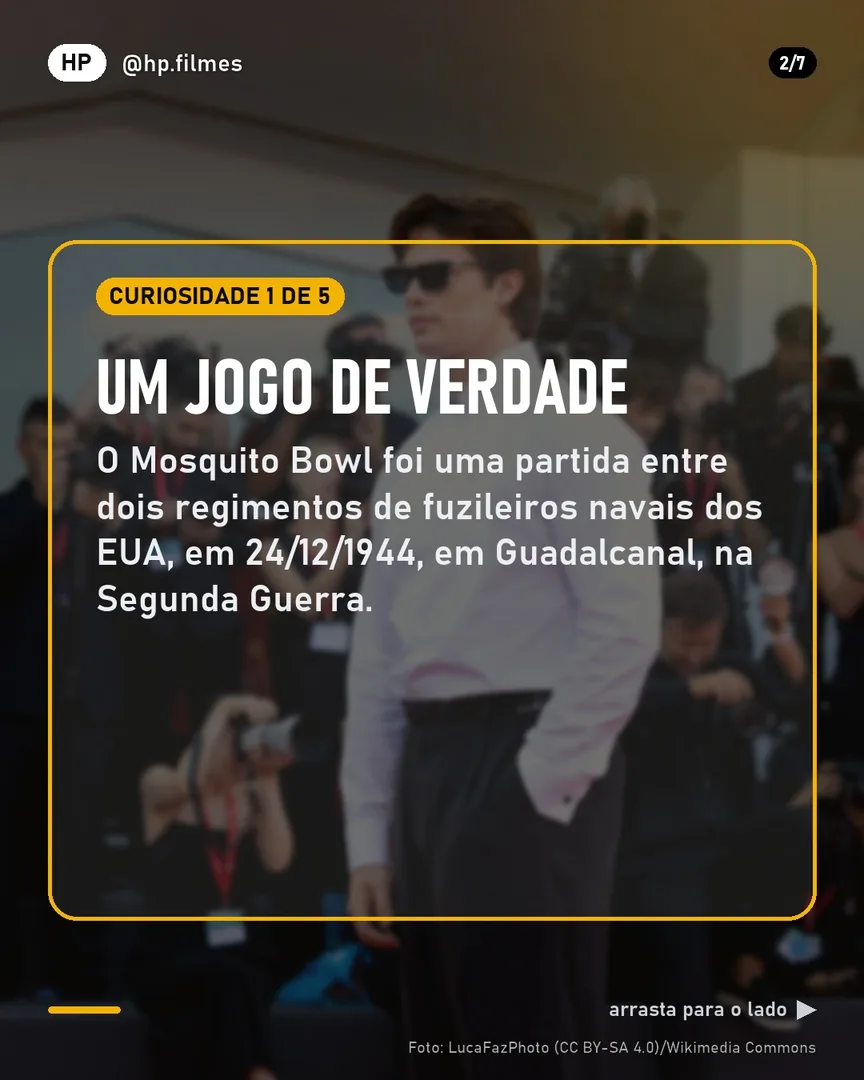 HP @hp.filmes 2/7
CURIOSIDADE 1 DE 5
UM JOGO DE VERDADE
O Mosquito Bowl foi uma partida entre
dois regimentos de fuzileiros navais dos
EUA, em 24/12/1944, em Guadalcanal, na
Segunda Guerra.
arrasta para o lado ▶
Foto: LucaFazPhoto (CC BY-SA 4.0)/Wikimedia Commons